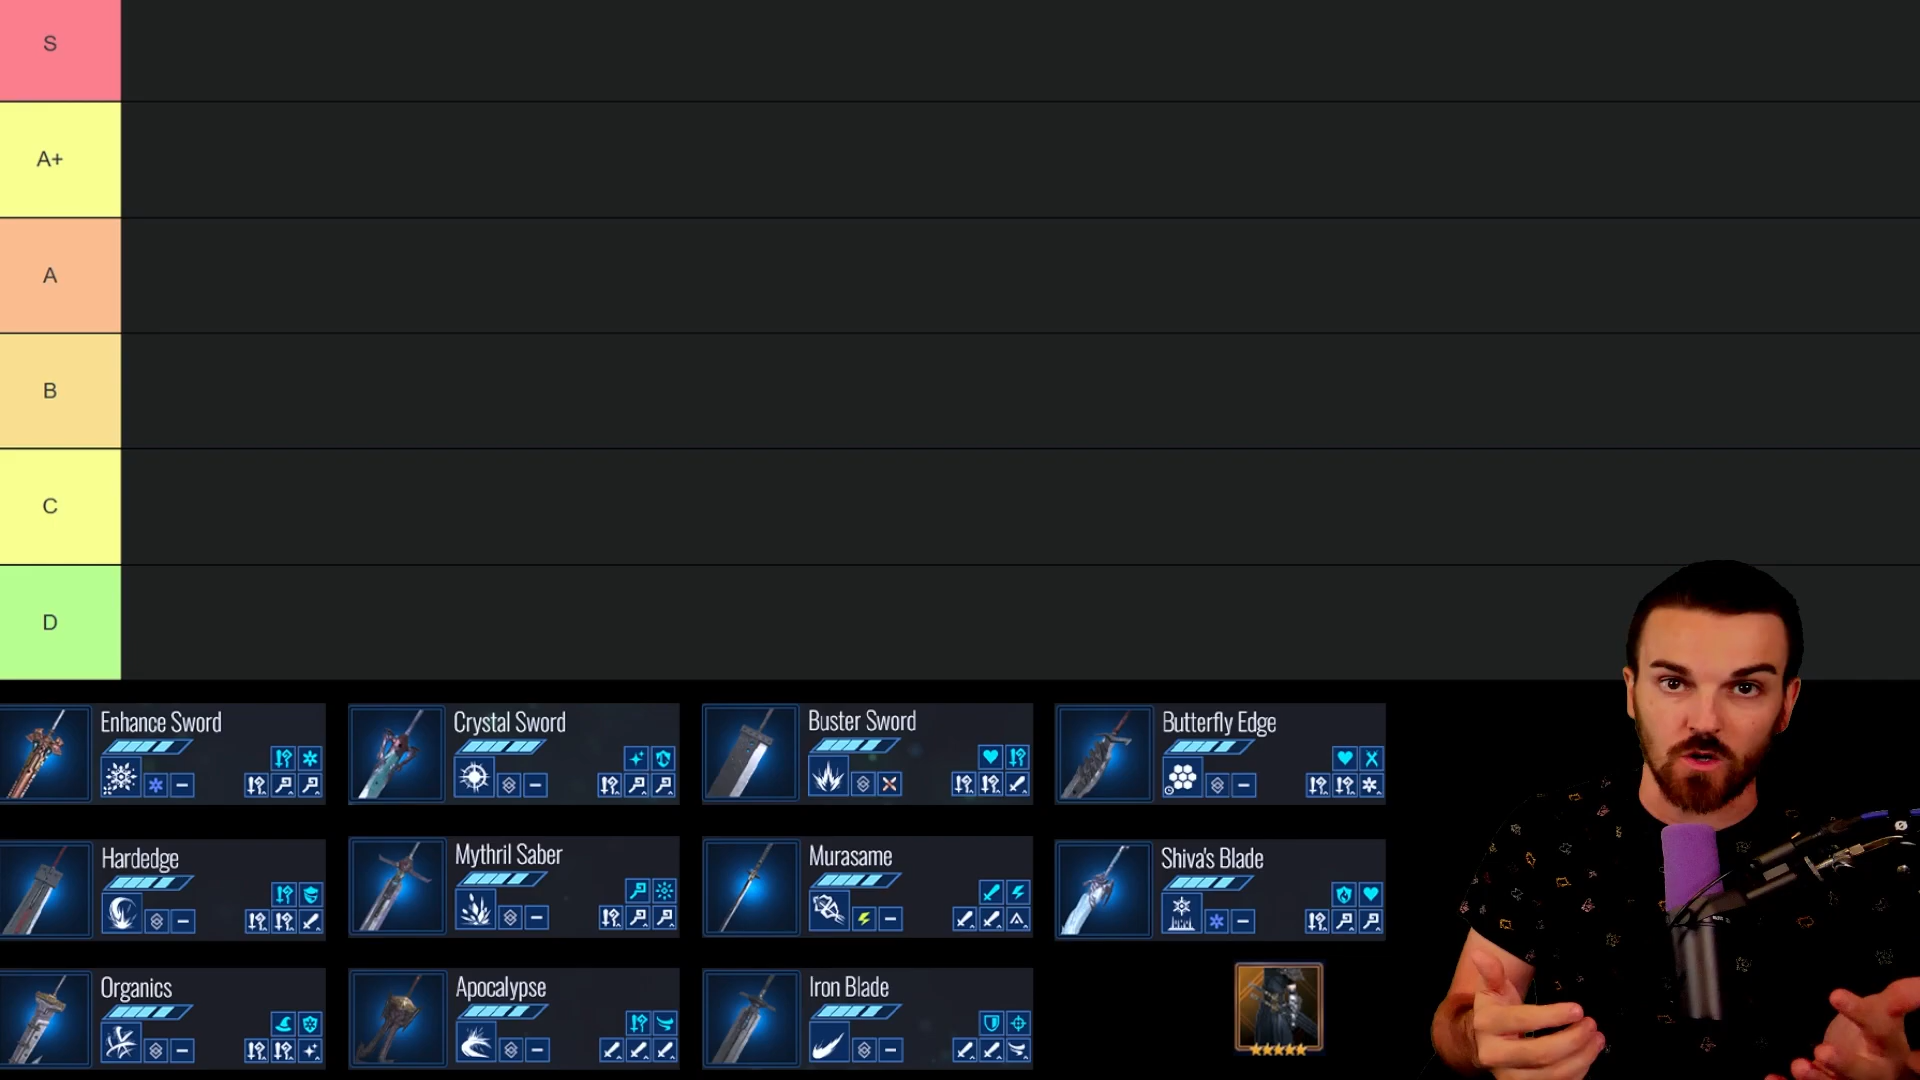 S
A+
A
B
C
D
Enhance Sword
Crystal Sword
Buster Sword
Butterfly Edge
Hardedge
Mythril Saber
Murasame
Shiva's Blade
Organics
Apocalypse
Iron Blade